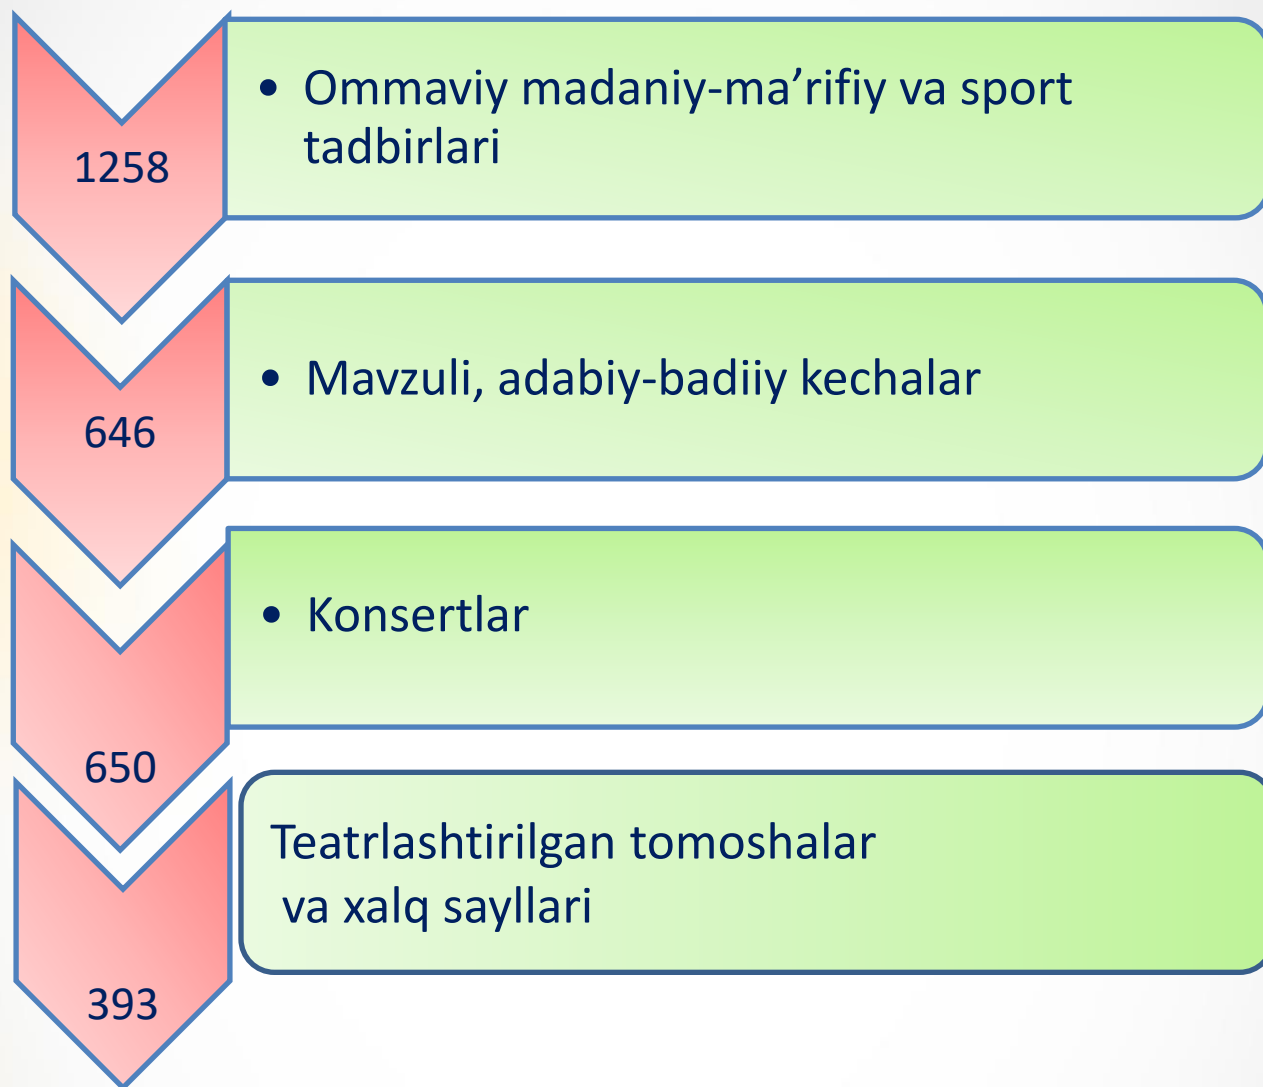 1258
• Ommaviy madaniy-ma’rifiy va sport
tadbirlari
646
• Mavzuli, adabiy-badiiy kechalar
650
• Konsertlar
393
Teatrlashtirilgan tomoshalar
va xalq sayllari